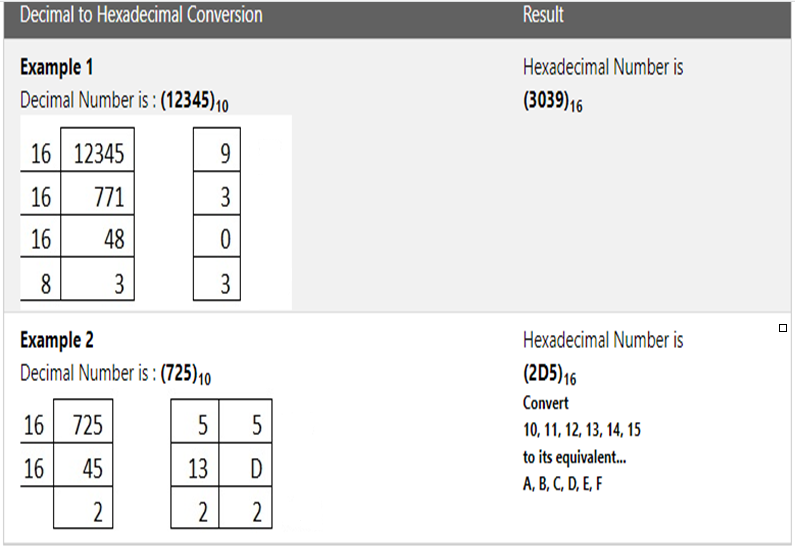 Decimal to Hexadecimal Conversion Result
Example 1
Decimal Number is : (12345)10
16 12345 9
16 771 3
16 48 0
8 3 3
Hexadecimal Number is
(3039)16
Example 2
Decimal Number is : (725)10
16 725 5 5
16 45 13 D
2 2 2
Hexadecimal Number is
(2D5)16
Convert
10, 11, 12, 13, 14, 15
to its equivalent...
A, B, C, D, E, F